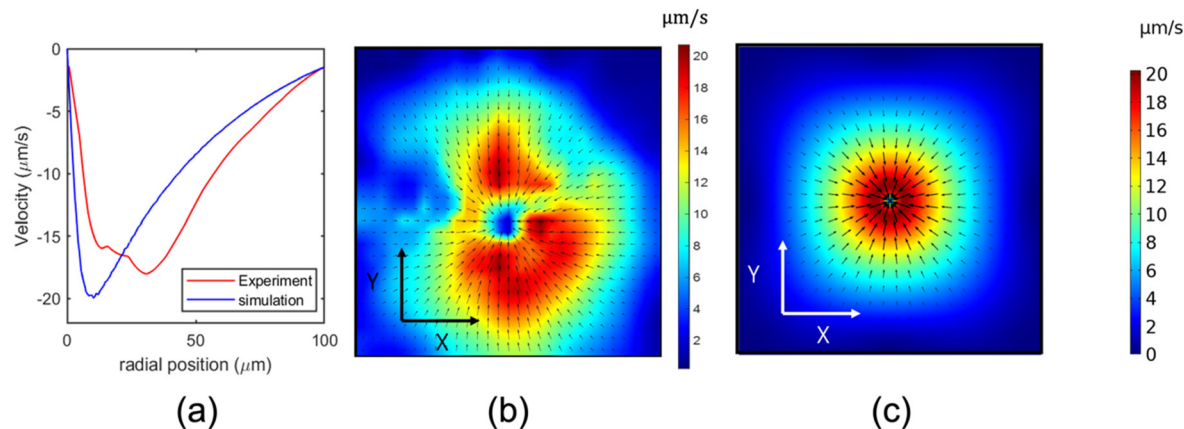 0
-5
-10
-15
-20
Velocity (μm/s)
Experiment
simulation
0
50
100
radial position (μm)
(a)
μm/s
20
18
16
14
12
10
8
6
4
2
Y
X
(b)
μm/s
20
18
16
14
12
10
8
6
4
2
0
Y
X
(c)